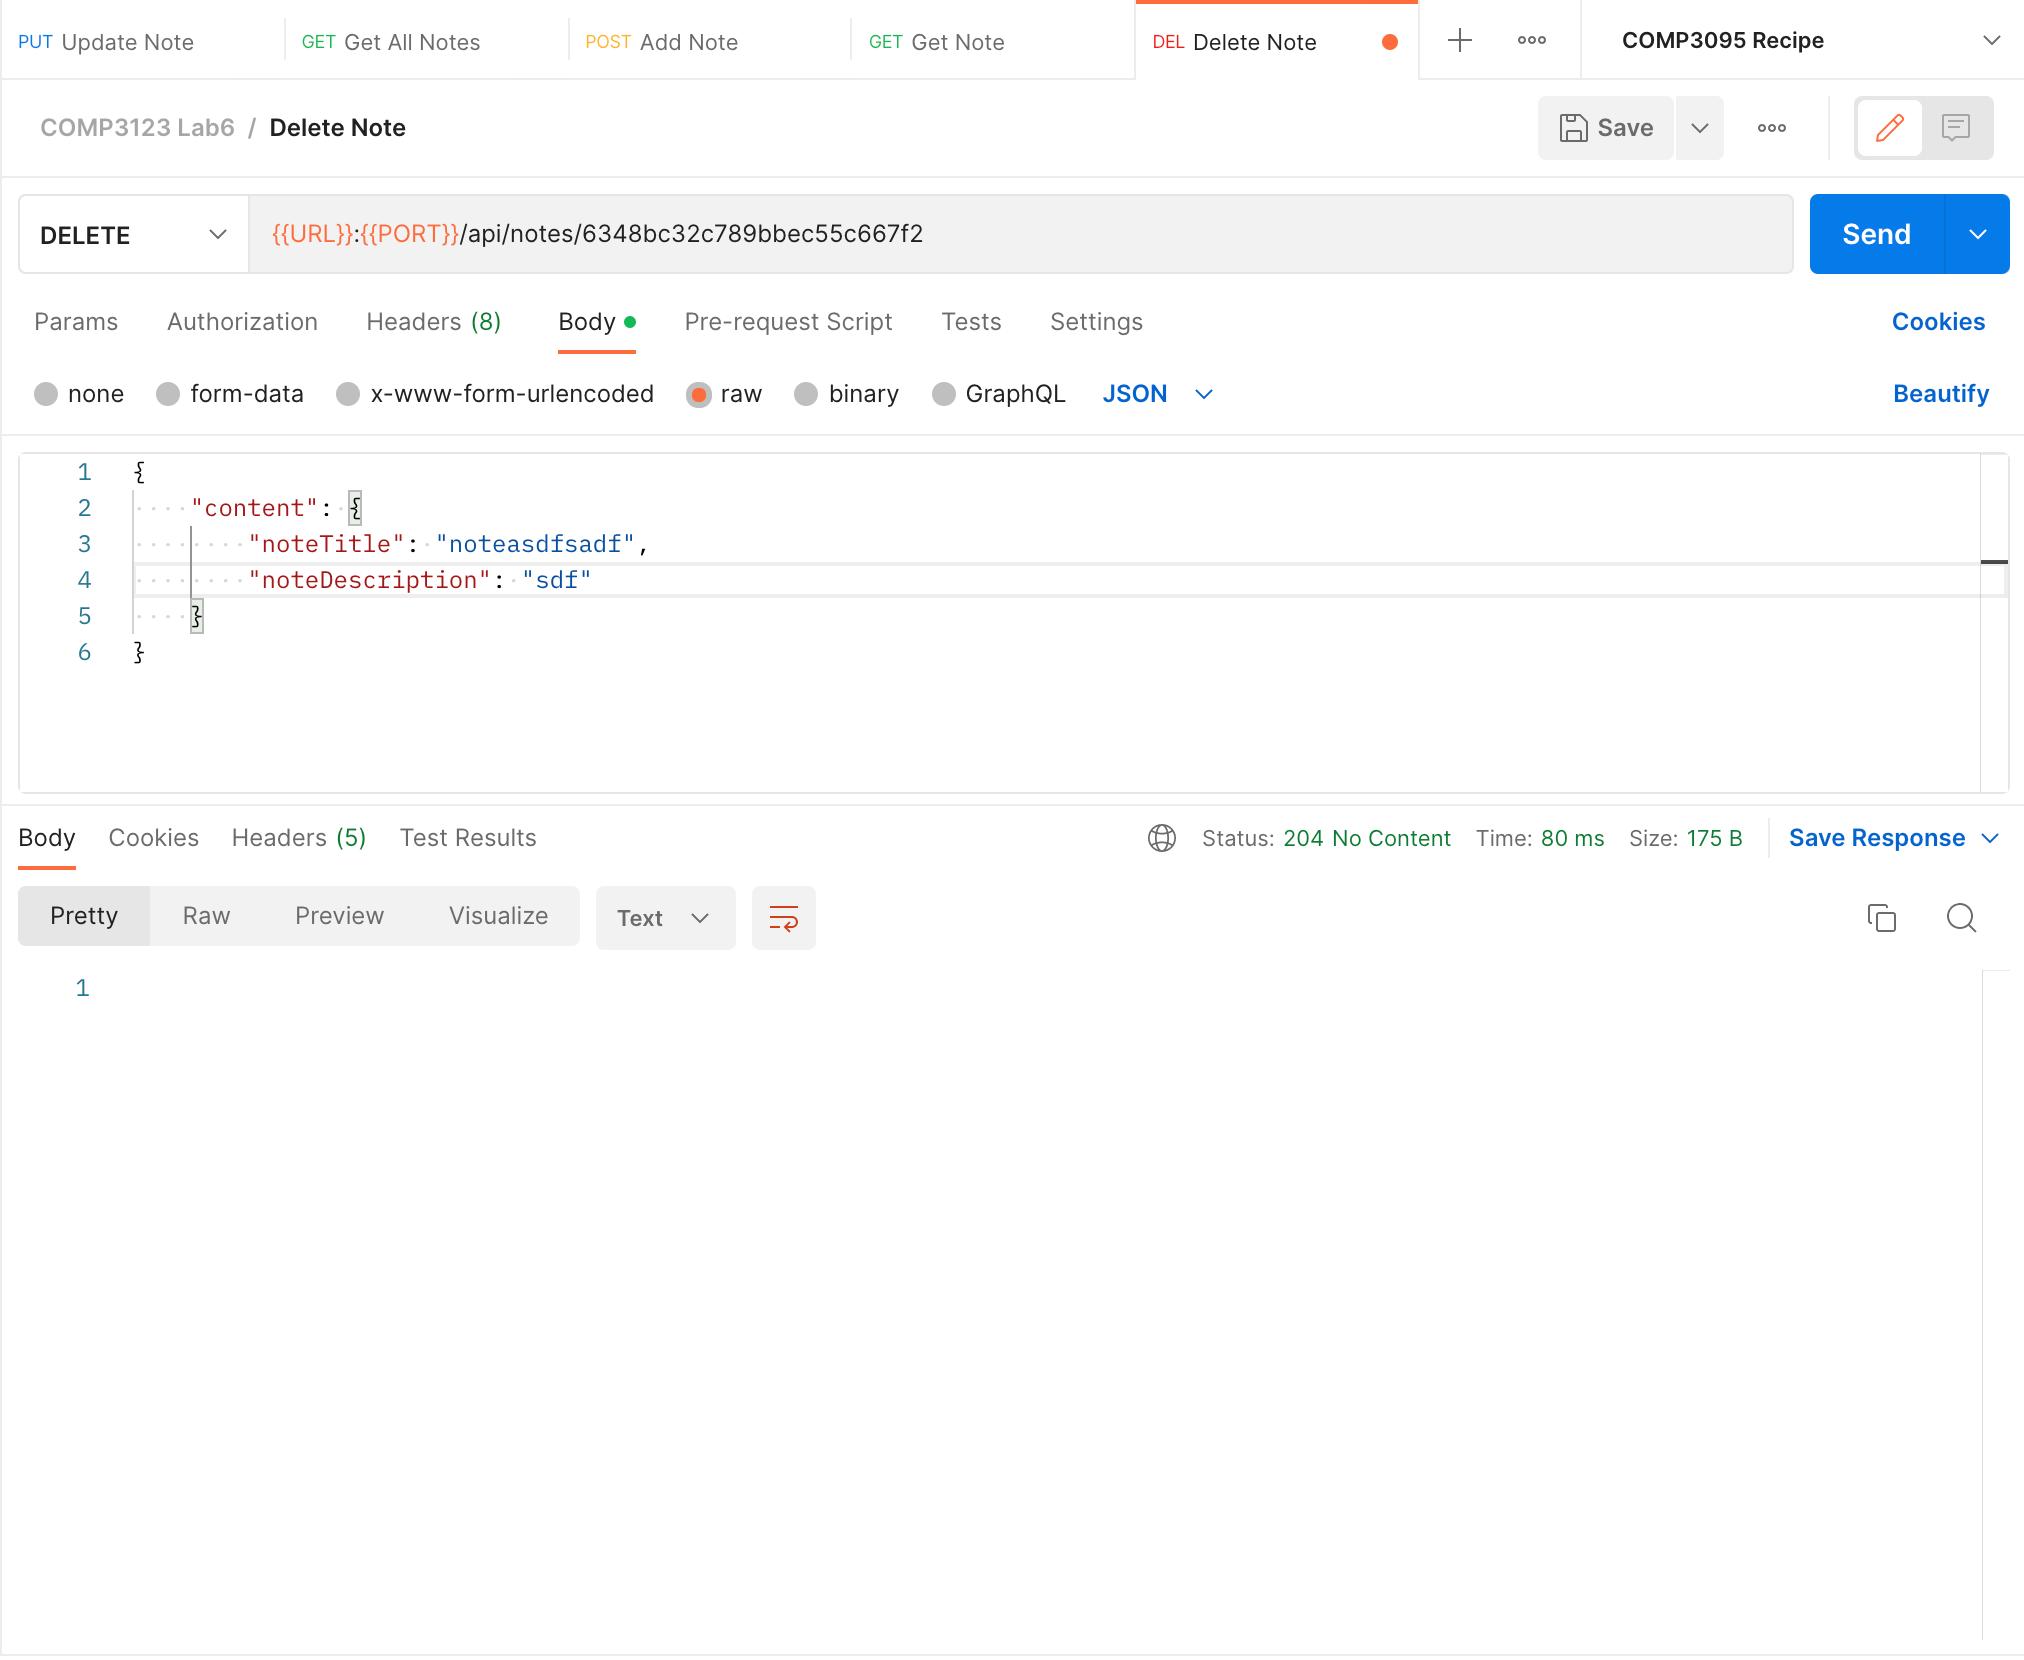 PUT Update Note GET Get All Notes POST Add Note GET Get Note DEL Delete Note COMP3095 Recipe
COMP3123 Lab6 / Delete Note Save
DELETE {{URL}}:{{PORT}}/api/notes/6348bc32c789bbec55c667f2 Send
Params Authorization Headers (8) Body Pre-request Script Tests Settings Cookies
none form-data x-www-form-urlencoded raw binary GraphQL JSON Beautify
1 {
2 "content": {
3 "noteTitle": "noteasdfsadf",
4 "noteDescription": "sdf"
5 }
6 }
Body Cookies Headers (5) Test Results Status: 204 No Content Time: 80 ms Size: 175 B Save Response
Pretty Raw Preview Visualize Text
1